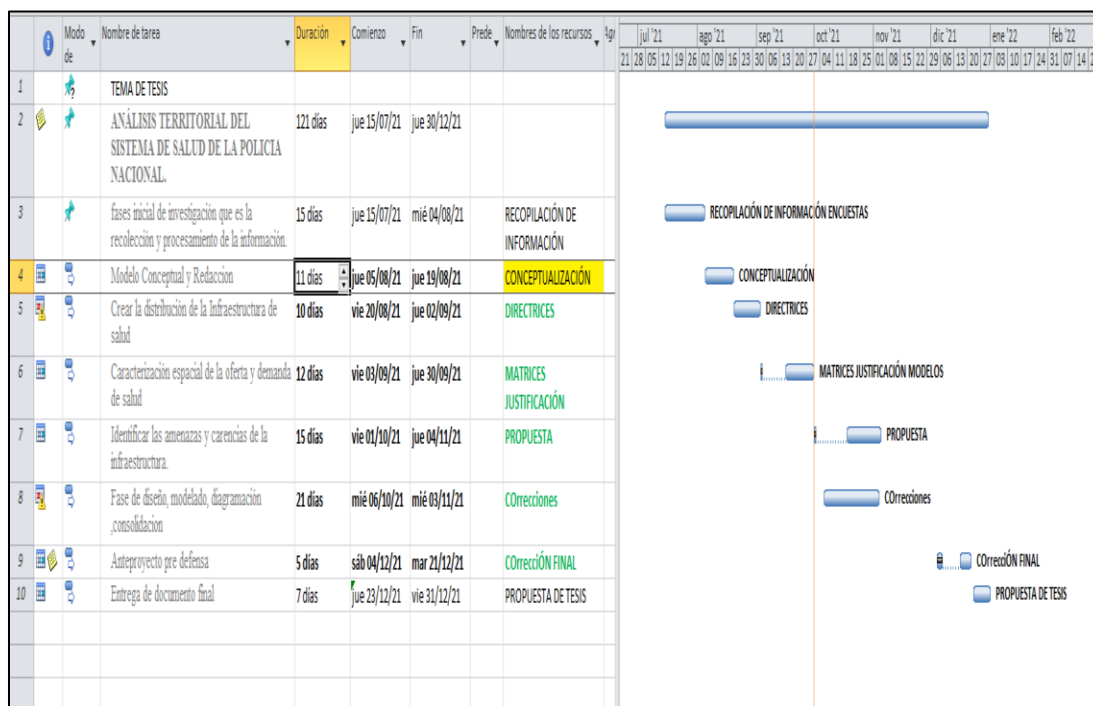 Modo de Nombre de tarea Duración Comienzo Fin Prede Nombres de los recursos
jul '21 ago '21 sep '21 oct '21 nov '21 dic '21 ene '22 feb '22
21 28 05 12 19 26 02 09 16 23 30 06 13 20 27 04 11 18 25 01 08 15 22 29 06 13 20 27 03 10 17 24 31 07 14
1 TEMA DE TESIS
2 ANÁLISIS TERRITORIAL DEL 121 días jue 15/07/21 jue 30/12/21
SISTEMA DE SALUD DE LA POLICIA
NACIONAL.
3 fases inicial de investigación que es la 15 días jue 15/07/21 mié 04/08/21 RECOPILACIÓN DE
recolección y procesamiento de la información. INFORMACIÓN
RECOPILACIÓN DE INFORMACIÓN ENCUESTAS
4 Modelo Conceptual y Redaccion 11 días jue 05/08/21 jue 19/08/21 CONCEPTUALIZACIÓN
CONCEPTUALIZACIÓN
5 Crear la distribución de la Infraestructura de 10 días vie 20/08/21 jue 02/09/21 DIRECTRICES
salud
DIRECTRICES
6 Caracterización espacial de la oferta y demanda 12 días vie 03/09/21 jue 30/09/21 MATRICES
de salud JUSTIFICACIÓN
MATRICES JUSTIFICACIÓN MODELOS
7 Identificar las amenazas y carencias de la 15 días vie 01/10/21 jue 04/11/21 PROPUESTA
infraestructura.
PROPUESTA
8 Fase de diseño, modelado, diagramación 21 días mié 06/10/21 mié 03/11/21 COrrecciones
,consolidacion
COrrecciones
9 Anteproyecto pre defensa 5 días sáb 04/12/21 mar 21/12/21 COrrecciÓN FINAL
COrrecciÓN FINAL
10 Entrega de documento final 7 días jue 23/12/21 vie 31/12/21 PROPUESTA DE TESIS
PROPUESTA DE TESIS